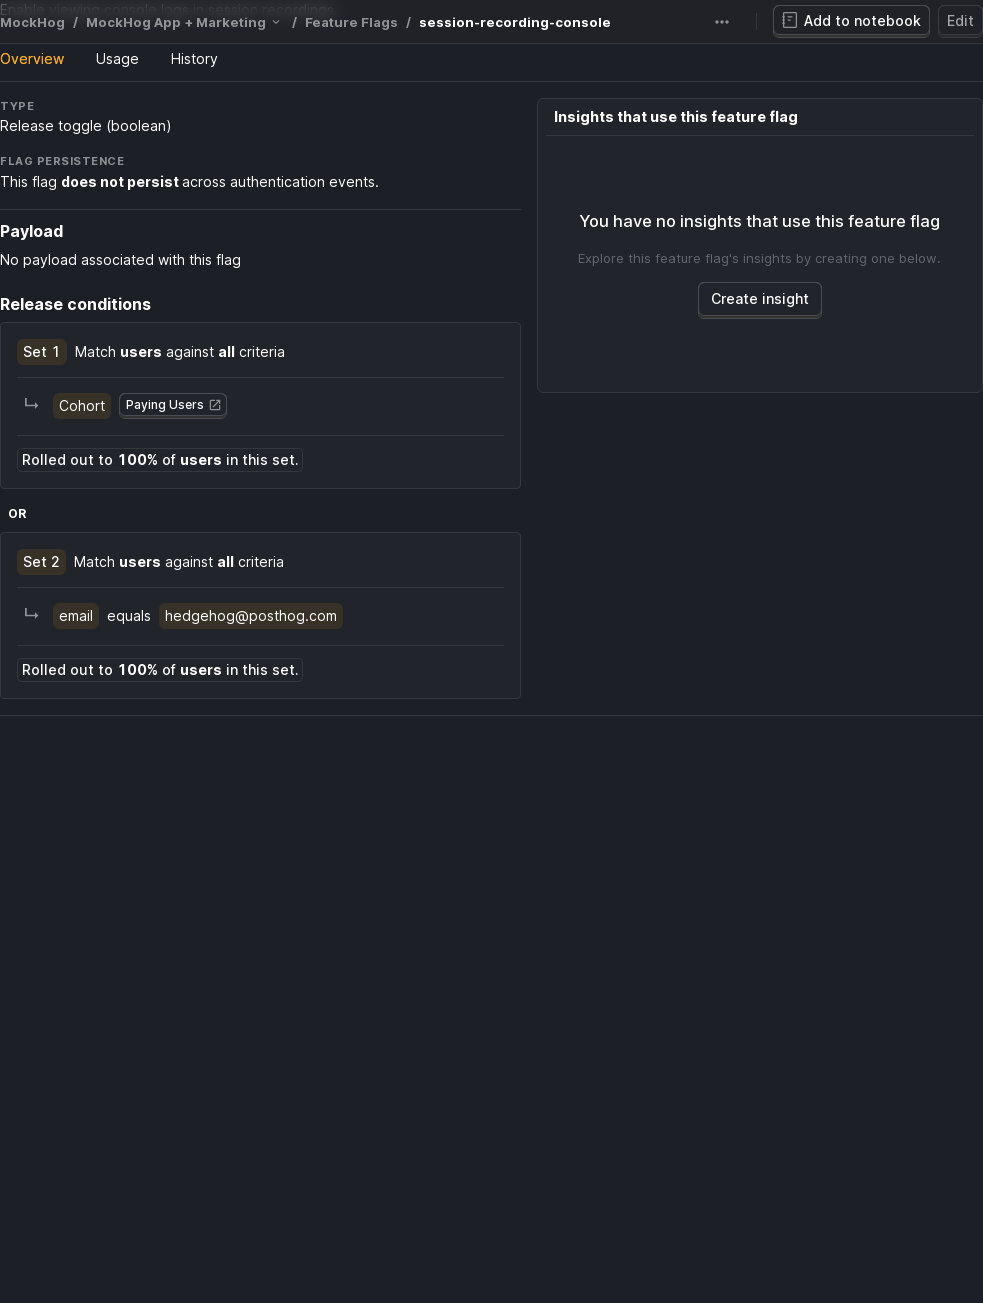 Enable viewing console logs in session recordings
MockHog / MockHog App + Marketing / Feature Flags / session-recording-console
Add to notebook
Edit
Overview
Usage
History
TYPE
Release toggle (boolean)
FLAG PERSISTENCE
This flag does not persist across authentication events.
Payload
No payload associated with this flag
Release conditions
Set 1 Match users against all criteria
Cohort Paying Users
Rolled out to 100% of users in this set.
OR
Set 2 Match users against all criteria
email equals hedgehog@posthog.com
Rolled out to 100% of users in this set.
Insights that use this feature flag
You have no insights that use this feature flag
Explore this feature flag's insights by creating one below.
Create insight